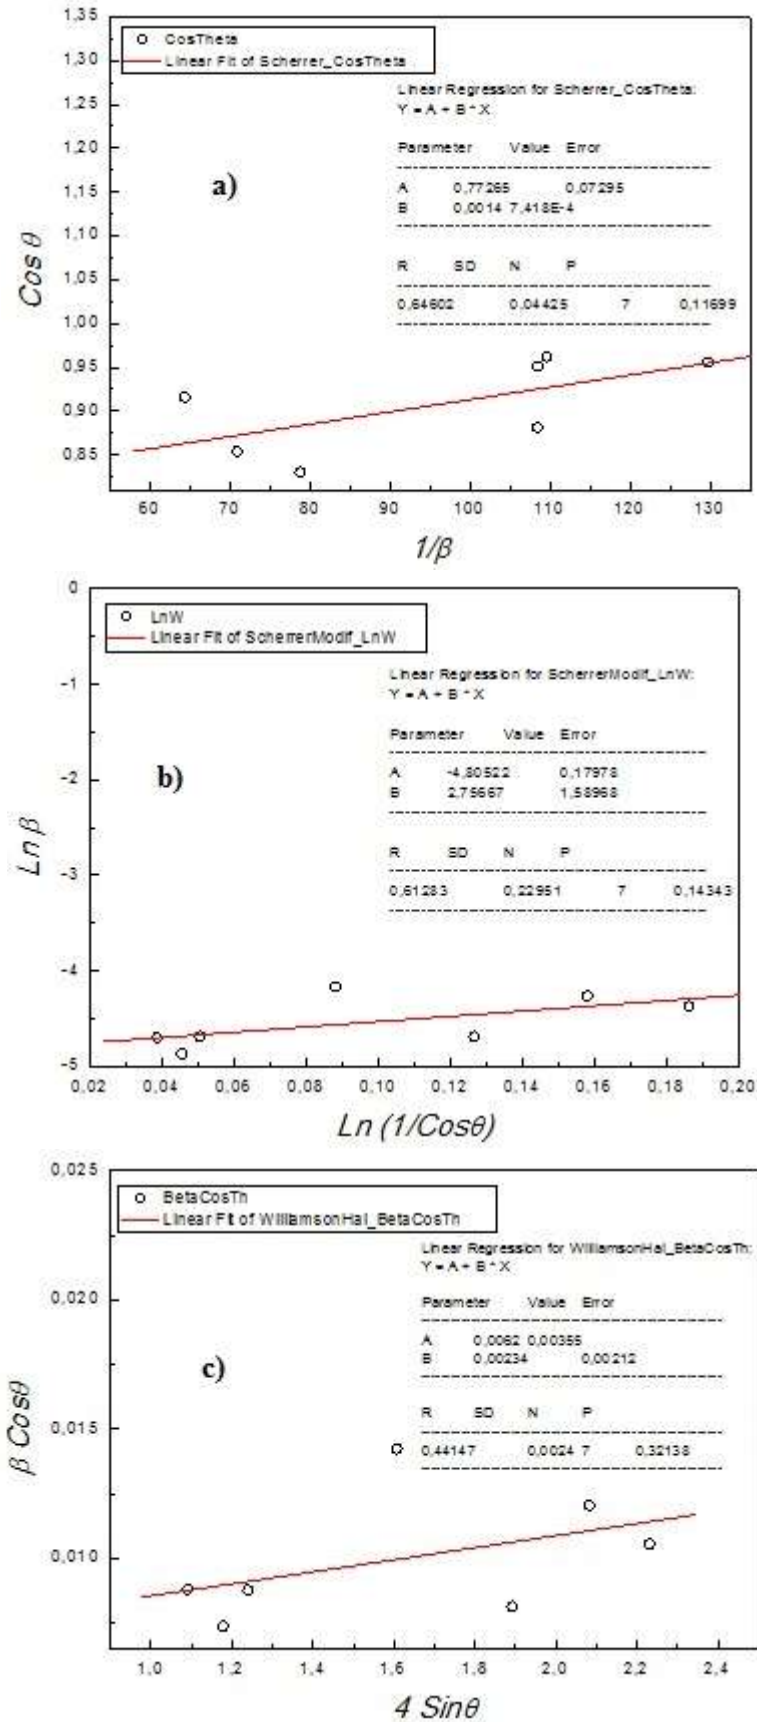 1,35
1,30
1,25
1,20
1,15
1,10
1,05
1,00
0,95
0,90
0,85
Cos θ
CosTheta
Linear Fit of Scherrer_CosTheta
Linear Regression for Scherrer_CosTheta:
Y = A + B * X
Parameter Value Error
A 0,77265 0,07295
B 0,0014 7,418E-4
R SD N P
0,64602 0,04425 7 0,11699
a)
60 70 80 90 100 110 120 130
1/β
0
-1
-2
-3
-4
-5
Ln β
LnW
Linear Fit of ScherrerModif_LnW
Linear Regression for ScherrerModif_LnW:
Y = A + B * X
Parameter Value Error
A -4,80522 0,17978
B 2,75667 1,58968
R SD N P
0,61283 0,22951 7 0,14343
b)
0,02 0,04 0,06 0,08 0,10 0,12 0,14 0,16 0,18 0,20
Ln (1/Cosθ)
0,025
0,020
0,015
0,010
β Cosθ
BetaCosTh
Linear Fit of WilliamsonHal_BetaCosTh
Linear Regression for WilliamsonHal_BetaCosTh:
Y = A + B * X
Parameter Value Error
A 0,0062 0,00355
B 0,00234 0,00212
R SD N P
0,44147 0,0024 7 0,32138
c)
1,0 1,2 1,4 1,6 1,8 2,0 2,2 2,4
4 Sinθ